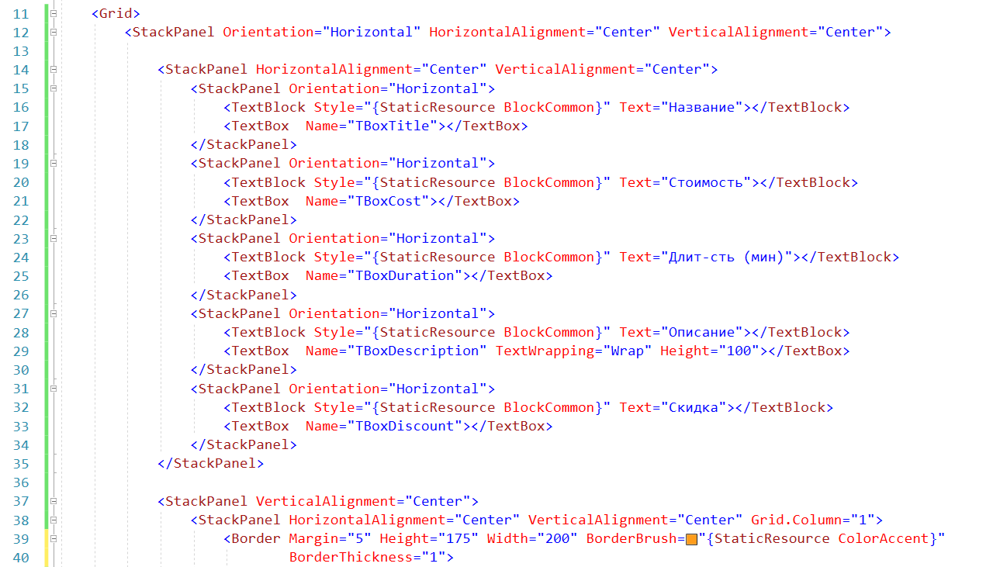 11 <Grid>
12 <StackPanel Orientation="Horizontal" HorizontalAlignment="Center" VerticalAlignment="Center">
13
14 <StackPanel HorizontalAlignment="Center" VerticalAlignment="Center">
15 <StackPanel Orientation="Horizontal">
16 <TextBlock Style="{StaticResource BlockCommon}" Text="Название"></TextBlock>
17 <TextBox  Name="TBoxTitle"></TextBox>
18 </StackPanel>
19 <StackPanel Orientation="Horizontal">
20 <TextBlock Style="{StaticResource BlockCommon}" Text="Стоимость"></TextBlock>
21 <TextBox  Name="TBoxCost"></TextBox>
22 </StackPanel>
23 <StackPanel Orientation="Horizontal">
24 <TextBlock Style="{StaticResource BlockCommon}" Text="Длит-сть (мин)"></TextBlock>
25 <TextBox  Name="TBoxDuration"></TextBox>
26 </StackPanel>
27 <StackPanel Orientation="Horizontal">
28 <TextBlock Style="{StaticResource BlockCommon}" Text="Описание"></TextBlock>
29 <TextBox  Name="TBoxDescription" TextWrapping="Wrap" Height="100"></TextBox>
30 </StackPanel>
31 <StackPanel Orientation="Horizontal">
32 <TextBlock Style="{StaticResource BlockCommon}" Text="Скидка"></TextBlock>
33 <TextBox  Name="TBoxDiscount"></TextBox>
34 </StackPanel>
35 </StackPanel>
36
37 <StackPanel VerticalAlignment="Center">
38 <StackPanel HorizontalAlignment="Center" VerticalAlignment="Center" Grid.Column="1">
39 <Border Margin="5" Height="175" Width="200" BorderBrush="{StaticResource ColorAccent}"
40 BorderThickness="1">